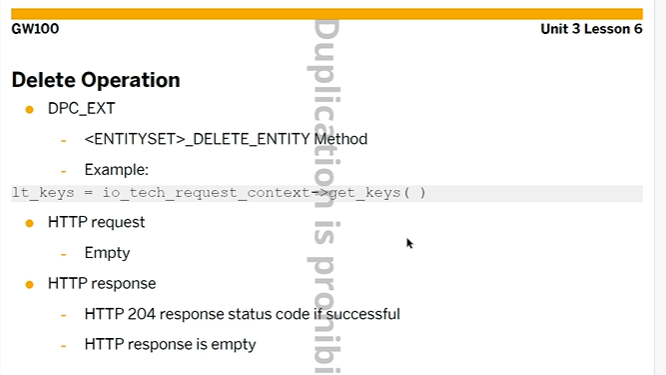 GW100 Unit 3 Lesson 6
Delete Operation
DPC_EXT
- <ENTITYSET>_DELETE_ENTITY Method
- Example:
lt_keys = io_tech_request_context->get_keys( )
HTTP request
- Empty
HTTP response
- HTTP 204 response status code if successful
- HTTP response is empty
Duplication is prohibi